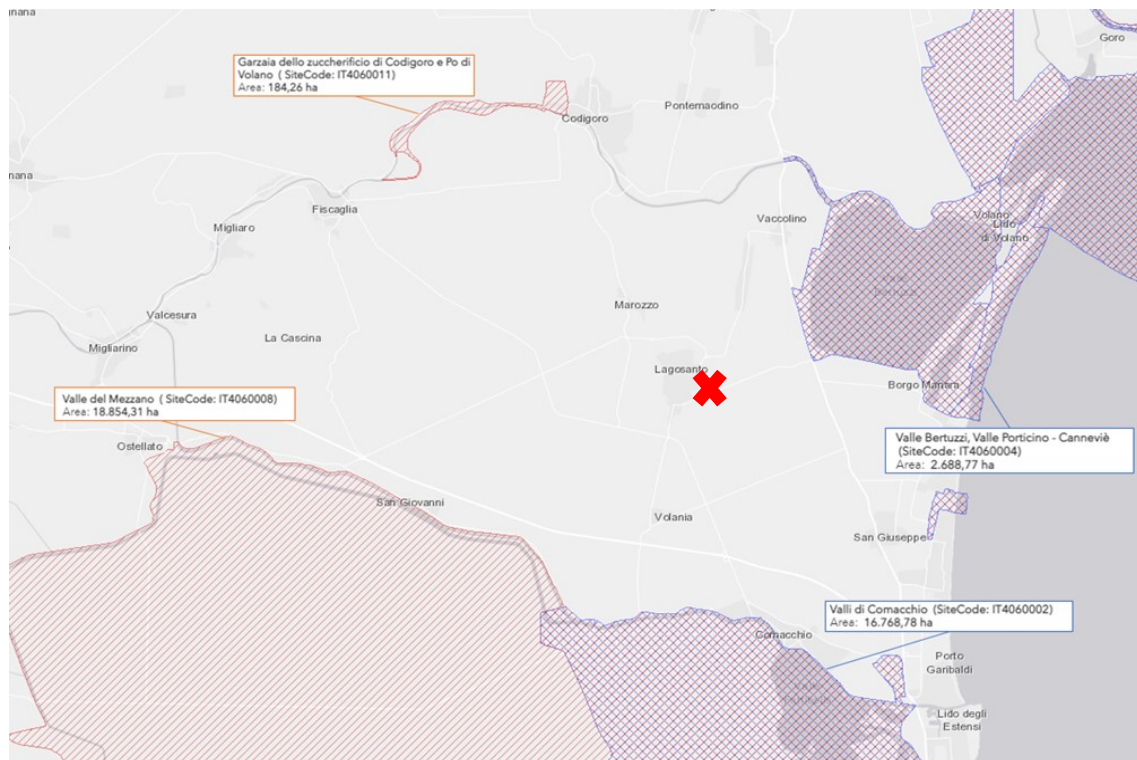 gnana
Goro
Garzaia dello zuccherificio di Codigoro e Po di
Volano ( SiteCode: IT4060011)
Area: 184,26 ha
Pontemaodino
Codigoro
nana
Fiscaglia
Vaccolino
Volano
Lido
di Volano
Migliaro
Marozzo
Valcesura
La Cascina
Migliarino
Lagosanto
Borgo Manara
Valle del Mezzano ( SiteCode: IT4060008)
Area: 18.854,31 ha
Ostellato
Valle Bertuzzi, Valle Porticino - Canneviè
(SiteCode: IT4060004)
Area: 2.688,77 ha
San Giovanni
Volania
San Giuseppe
Valli di Comacchio (SiteCode: IT4060002)
Area: 16.768,78 ha
Comacchio
Porto
Garibaldi
Lido degli
Estensi